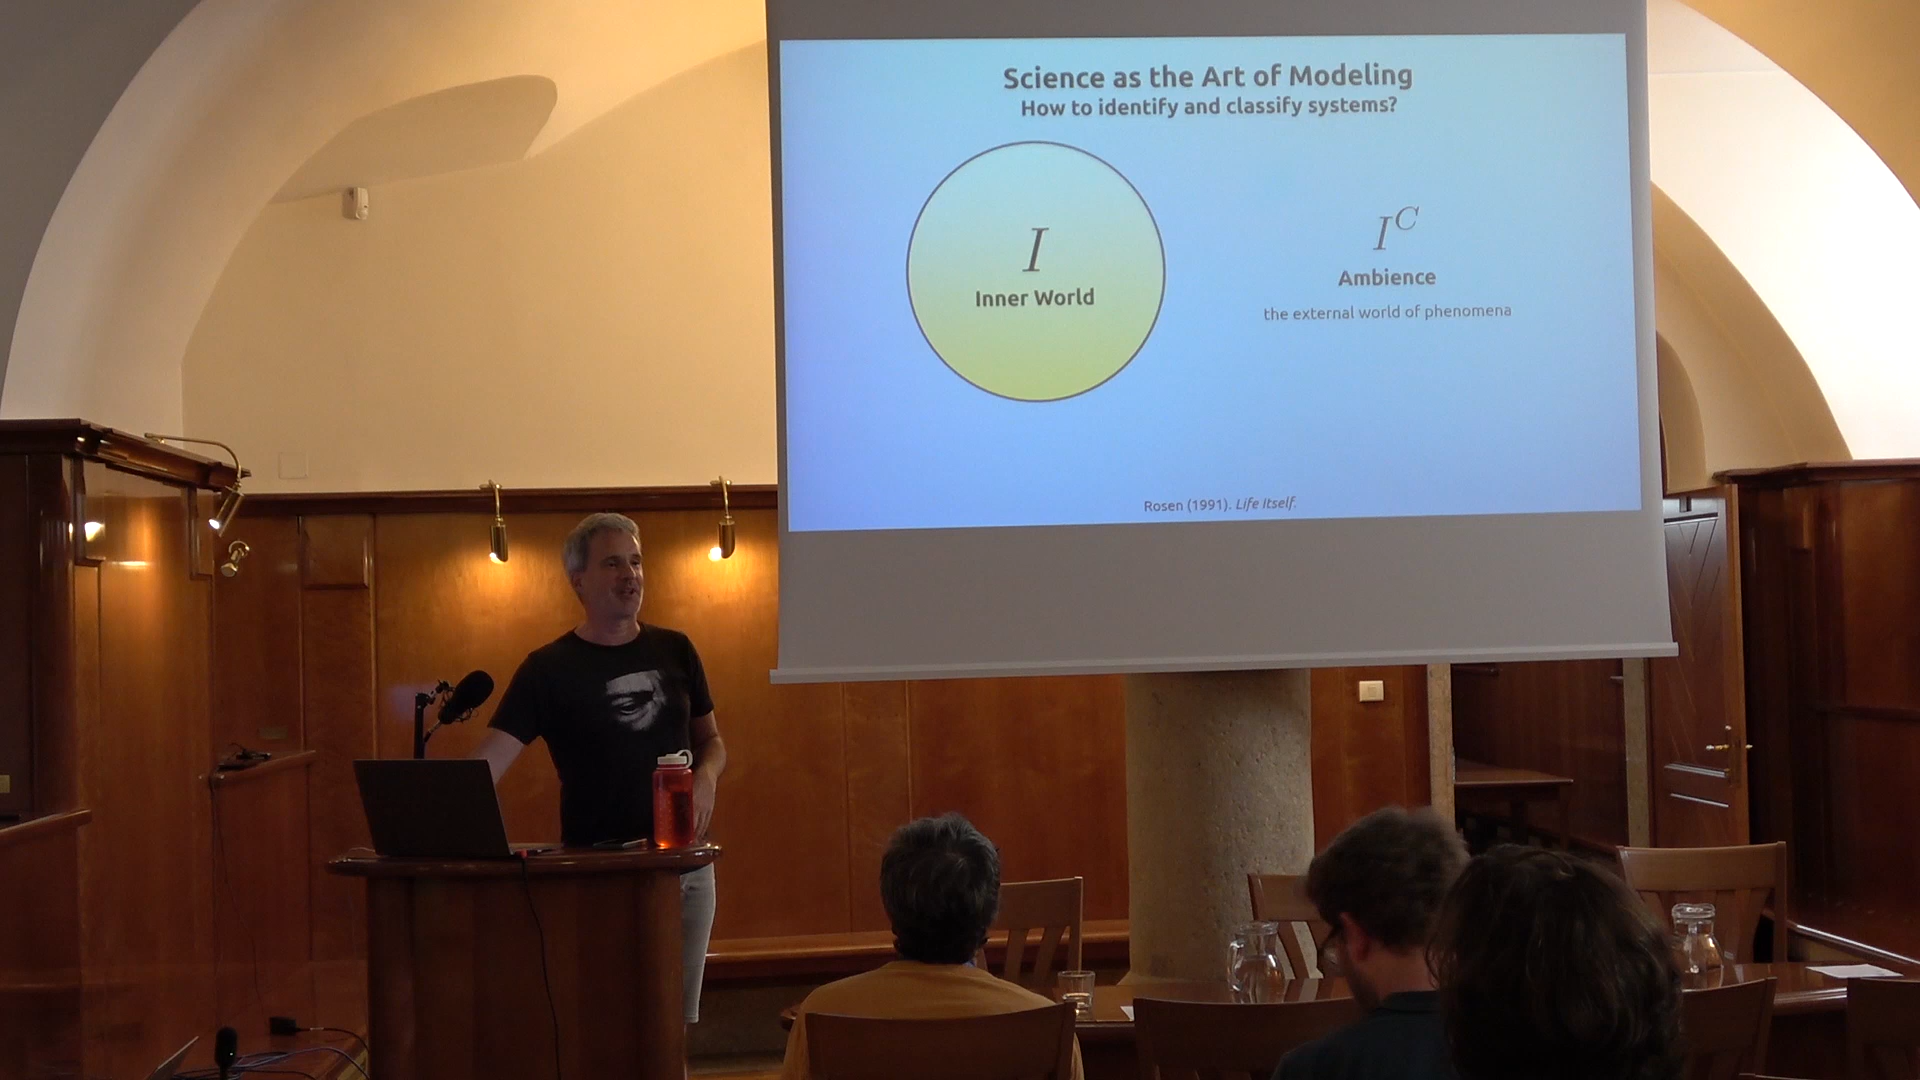 Science as the Art of Modeling
How to identify and classify systems?
I
Inner World
I^C
Ambience
the external world of phenomena
Rosen (1991). Life Itself.